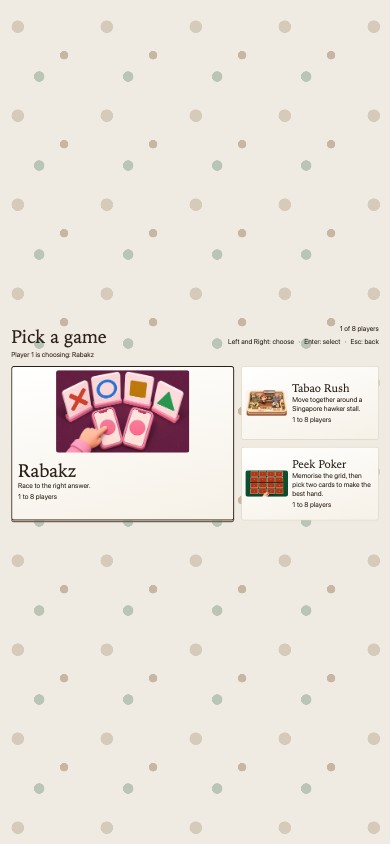 1 of 8 players
Pick a game
Left and Right: choose · Enter: select · Esc: back
Player 1 is choosing: Rabakz
Rabakz
Race to the right answer.
1 to 8 players
Tabao Rush
Move together around a
Singapore hawker stall.
1 to 8 players
Peek Poker
Memorise the grid, then
pick two cards to make the
best hand.
1 to 8 players